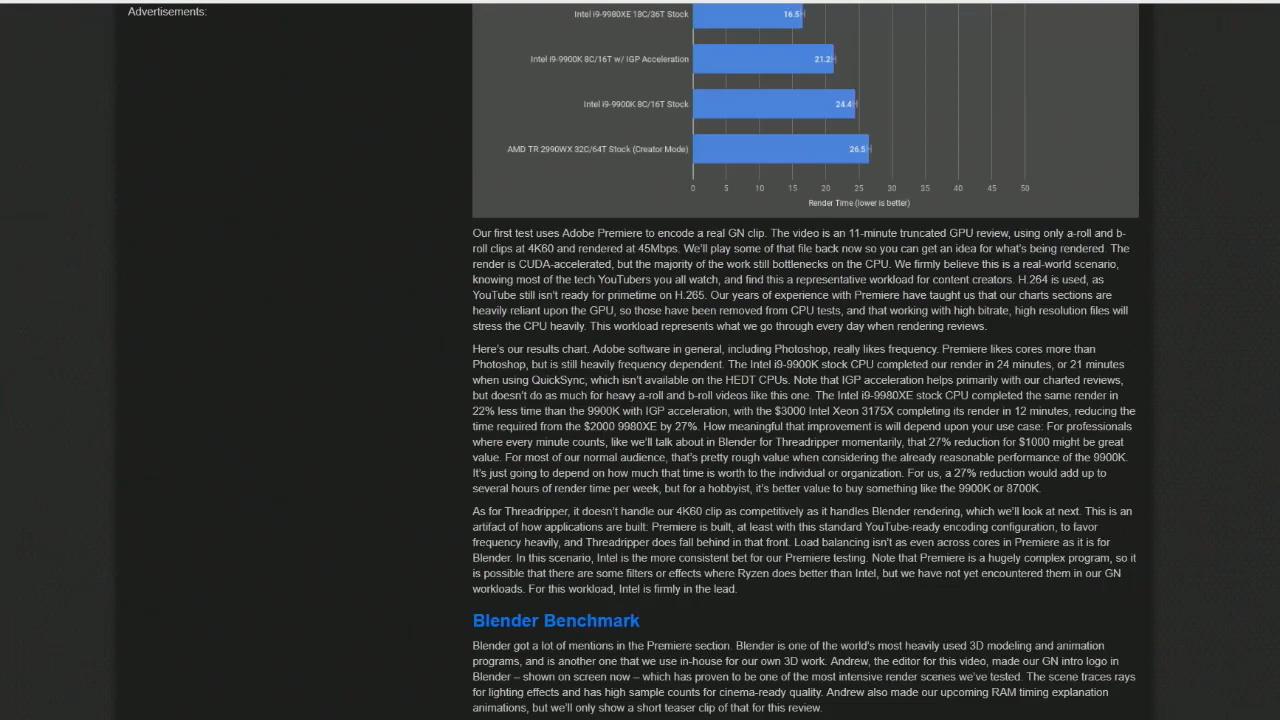 Advertisements:
Intel i9-9980XE 18C/36T Stock 16.5
Intel i9-9900K 8C/16T w/ IGP Acceleration 21.2
Intel i9-9900K 8C/16T Stock 24.4
AMD TR 2990WX 32C/64T Stock (Creator Mode) 26.5
0 5 10 15 20 25 30 35 40 45 50
Render Time (lower is better)
Our first test uses Adobe Premiere to encode a real GN clip. The video is an 11-minute truncated GPU review, using only a-roll and b-
roll clips at 4K60 and rendered at 45Mbps. We'll play some of that file back now so you can get an idea for what's being rendered. The
render is CUDA-accelerated, but the majority of the work still bottlenecks on the CPU. We firmly believe this is a real-world scenario,
knowing most of the tech YouTubers you all watch, and find this a representative workload for content creators. H.264 is used, as
YouTube still isn't ready for primetime on H.265. Our years of experience with Premiere have taught us that our charts sections are
heavily reliant upon the GPU, so those have been removed from CPU tests, and that working with high bitrate, high resolution files will
stress the CPU heavily. This workload represents what we go through every day when rendering reviews.
Here's our results chart. Adobe software in general, including Photoshop, really likes frequency. Premiere likes cores more than
Photoshop, but is still heavily frequency dependent. The Intel i9-9900K stock CPU completed our render in 24 minutes, or 21 minutes
when using QuickSync, which isn't available on the HEDT CPUs. Note that IGP acceleration helps primarily with our charted reviews,
but doesn't do as much for heavy a-roll and b-roll videos like this one. The Intel i9-9980XE stock CPU completed the same render in
22% less time than the 9900K with IGP acceleration, with the $3000 Intel Xeon 3175X completing its render in 12 minutes, reducing the
time required from the $2000 9980XE by 27%. How meaningful that improvement is will depend upon your use case: For professionals
where every minute counts, like we'll talk about in Blender for Threadripper momentarily, that 27% reduction for $1000 might be great
value. For most of our normal audience, that's pretty rough value when considering the already reasonable performance of the 9900K.
It's just going to depend on how much that time is worth to the individual or organization. For us, a 27% reduction would add up to
several hours of render time per week, but for a hobbyist, it's better value to buy something like the 9900K or 8700K.
As for Threadripper, it doesn't handle our 4K60 clip as competitively as it handles Blender rendering, which we'll look at next. This is an
artifact of how applications are built: Premiere is built, at least with this standard YouTube-ready encoding configuration, to favor
frequency heavily, and Threadripper does fall behind in that front. Load balancing isn't as even across cores in Premiere as it is for
Blender. In this scenario, Intel is the more consistent bet for our Premiere testing. Note that Premiere is a hugely complex program, so it
is possible that there are some filters or effects where Ryzen does better than Intel, but we have not yet encountered them in our GN
workloads. For this workload, Intel is firmly in the lead.
Blender Benchmark
Blender got a lot of mentions in the Premiere section. Blender is one of the world's most heavily used 3D modeling and animation
programs, and is another one that we use in-house for our own 3D work. Andrew, the editor for this video, made our GN intro logo in
Blender – shown on screen now – which has proven to be one of the most intensive render scenes we've tested. The scene traces rays
for lighting effects and has high sample counts for cinema-ready quality. Andrew also made our upcoming RAM timing explanation
animations, but we'll only show a short teaser clip of that for this review.